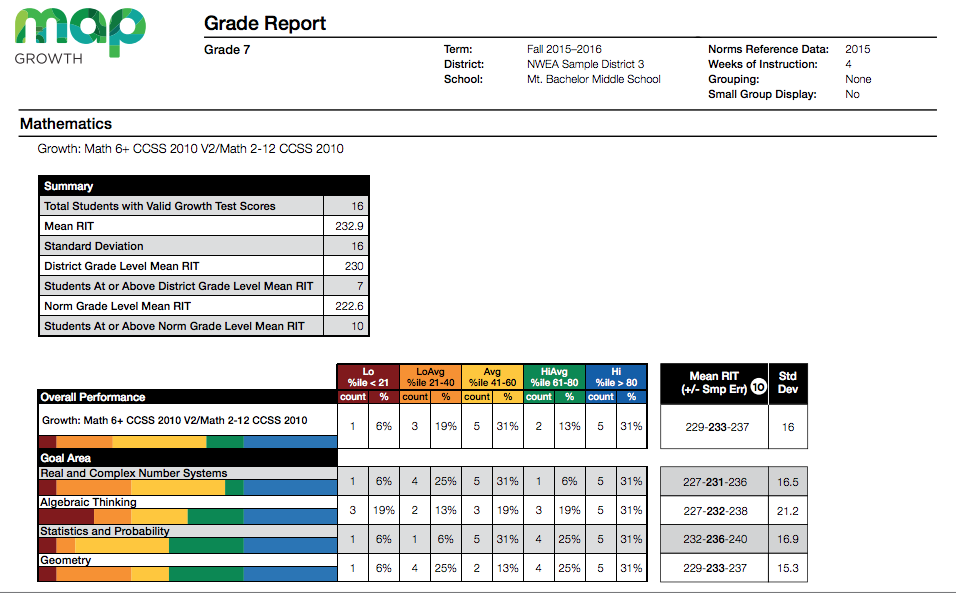 map
GROWTH
Grade Report
Grade 7
Term: Fall 2015–2016
District: NWEA Sample District 3
School: Mt. Bachelor Middle School
Norms Reference Data: 2015
Weeks of Instruction: 4
Grouping: None
Small Group Display: No
Mathematics
Growth: Math 6+ CCSS 2010 V2/Math 2-12 CCSS 2010
Summary
Total Students with Valid Growth Test Scores 16
Mean RIT 232.9
Standard Deviation 16
District Grade Level Mean RIT 230
Students At or Above District Grade Level Mean RIT 7
Norm Grade Level Mean RIT 222.6
Students At or Above Norm Grade Level Mean RIT 10
Lo LoAvg Avg HiAvg Hi Mean RIT Std
%ile < 21 %ile 21-40 %ile 41-60 %ile 61-80 %ile > 80 (+/- Smp Err) 10 Dev
Overall Performance count % count % count % count % count %
Growth: Math 6+ CCSS 2010 V2/Math 2-12 CCSS 2010 1 6% 3 19% 5 31% 2 13% 5 31% 229-233-237 16
Goal Area
Real and Complex Number Systems 1 6% 4 25% 5 31% 1 6% 5 31% 227-231-236 16.5
Algebraic Thinking 3 19% 2 13% 3 19% 3 19% 5 31% 227-232-238 21.2
Statistics and Probability 1 6% 1 6% 5 31% 4 25% 5 31% 232-236-240 16.9
Geometry 1 6% 4 25% 2 13% 4 25% 5 31% 229-233-237 15.3